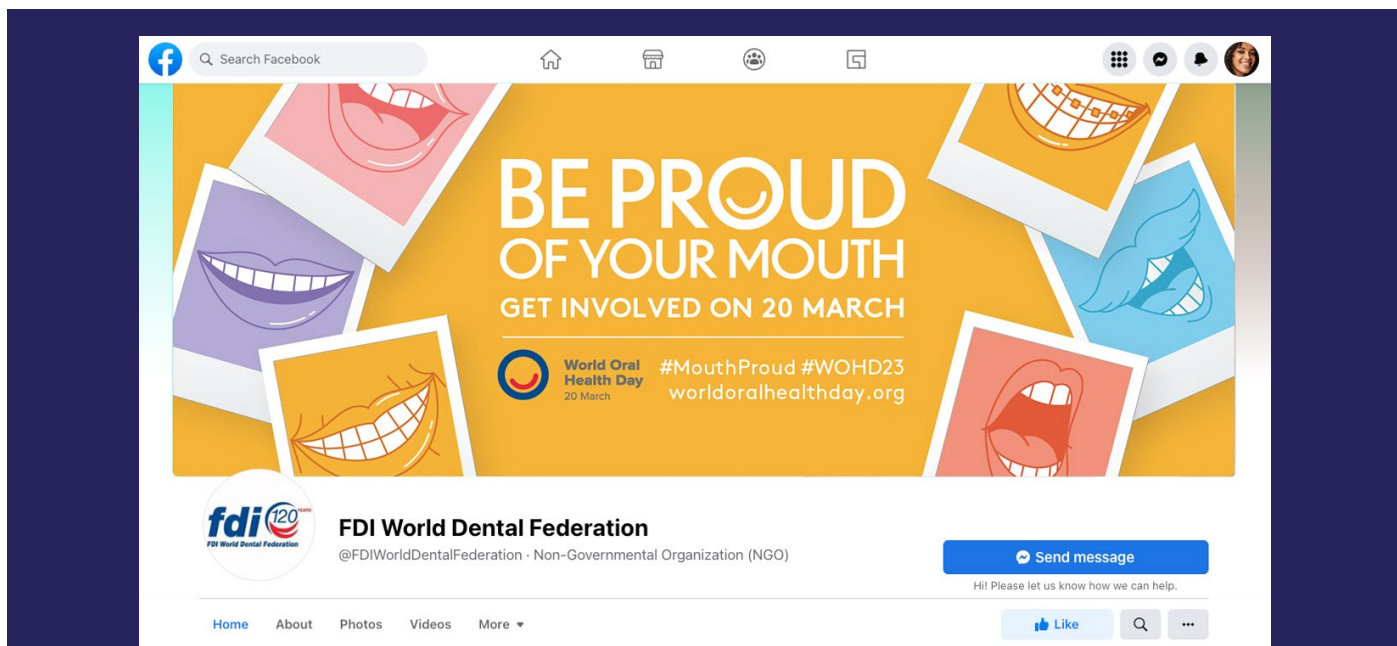 Search Facebook
BE PROUD
OF YOUR MOUTH
GET INVOLVED ON 20 MARCH
World Oral
Health Day
20 March
#MouthProud #WOHD23
worldoralhealthday.org
fdi 120 YEARS
FDI World Dental Federation
FDI World Dental Federation
@FDIWorldDentalFederation · Non-Governmental Organization (NGO)
Send message
Hi! Please let us know how we can help.
Home About Photos Videos More
Like